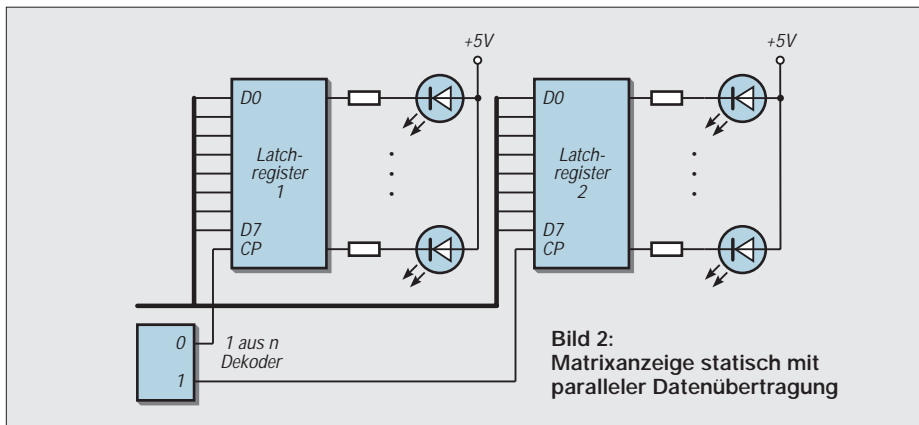 +5V
+5V
D0
Latch-
register
1
D7
CP
D0
Latch-
register
2
D7
CP
0
1
1 aus n
Dekoder
Bild 2:
Matrixanzeige statisch mit
paralleler Datenübertragung